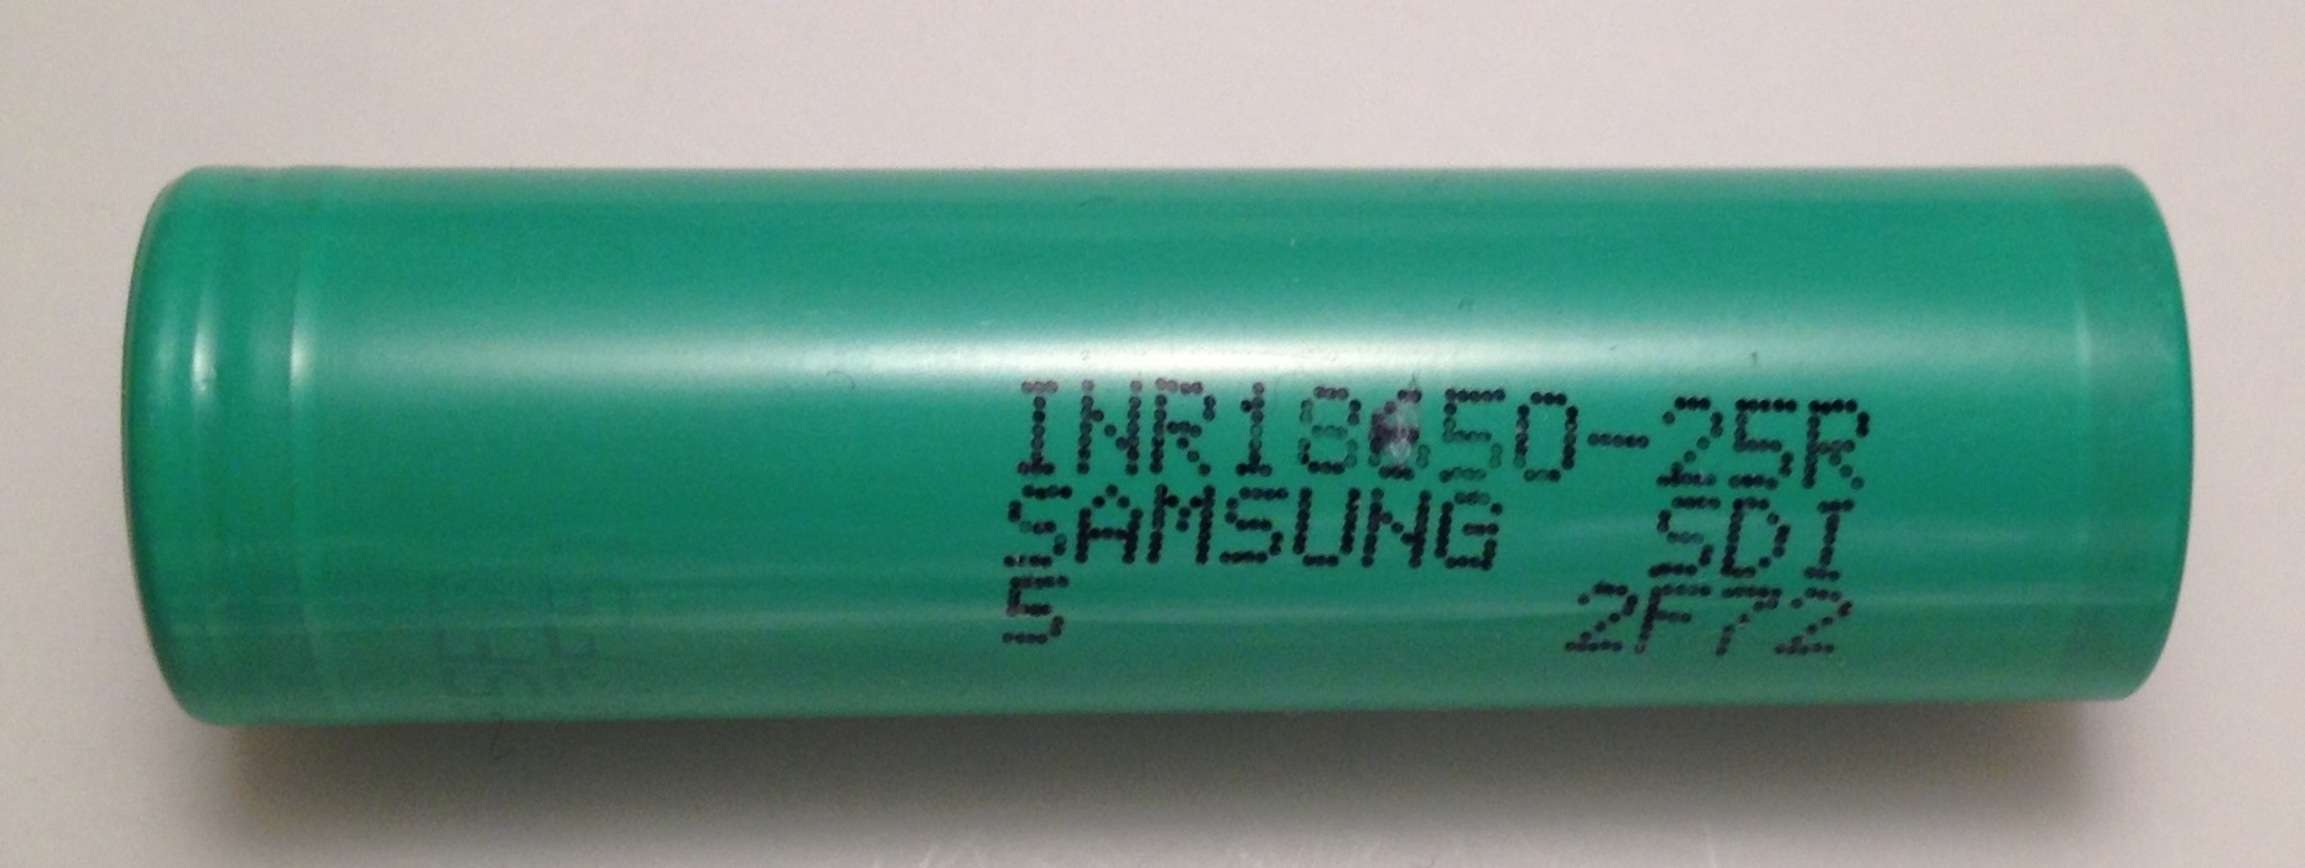 INR18650-25R
SAMSUNG SDI
5 2F72